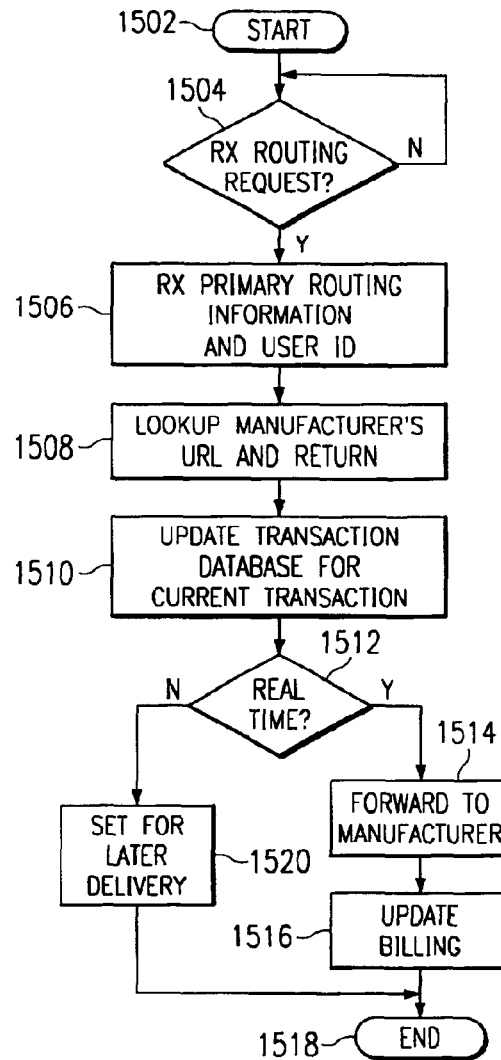 1502
START
1504
RX ROUTING
REQUEST?
N
Y
1506
RX PRIMARY ROUTING
INFORMATION
AND USER ID
1508
LOOKUP MANUFACTURER'S
URL AND RETURN
1510
UPDATE TRANSACTION
DATABASE FOR
CURRENT TRANSACTION
1512
N
REAL
TIME?
Y
1514
FORWARD TO
MANUFACTURER
SET FOR
LATER
DELIVERY
1520
1516
UPDATE
BILLING
1518
END